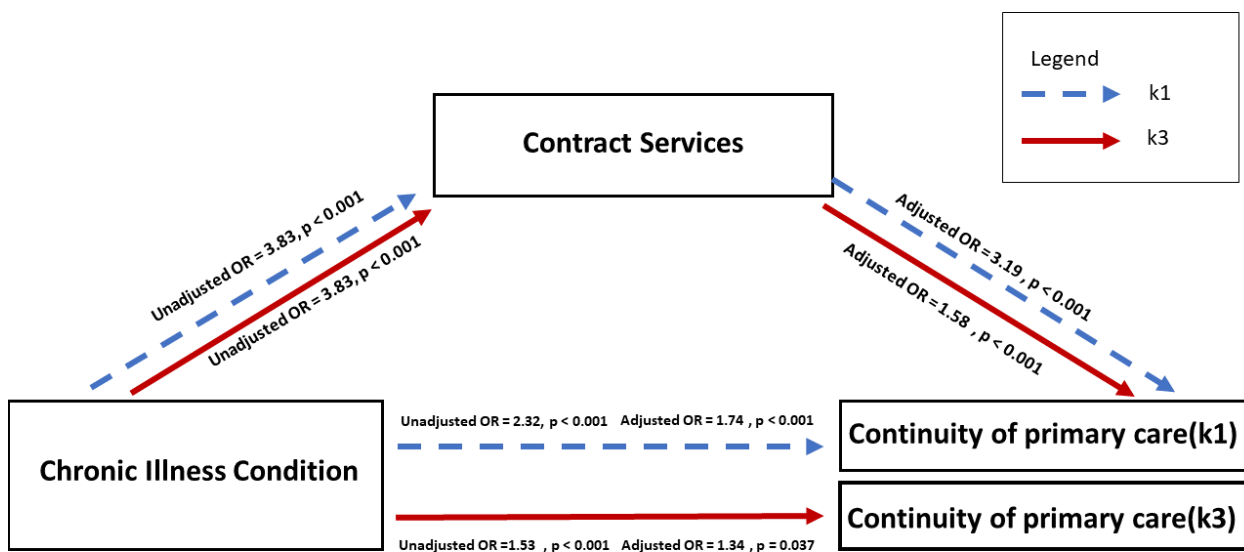 Legend
k1
k3
Contract Services
Unadjusted OR = 3.83, p < 0.001
Unadjusted OR = 3.83, p < 0.001
Adjusted OR = 3.19 , p < 0.001
Adjusted OR = 1.58 , p < 0.001
Chronic Illness Condition
Unadjusted OR = 2.32, p < 0.001 Adjusted OR = 1.74 , p < 0.001
Continuity of primary care(k1)
Continuity of primary care(k3)
Unadjusted OR =1.53 , p < 0.001 Adjusted OR = 1.34 , p = 0.037